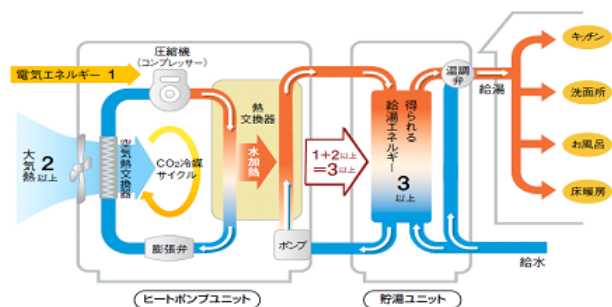 電気エネルギー 1
圧縮機
(コンプレッサー)
大気熱 2以上
空気熱交換器
CO2冷媒
サイクル
膨張弁
熱
交換器
水加熱
ポンプ
1+2以上
=3以上
得られる
給湯エネルギー
3
以上
温調
弁
給湯
キッチン
洗面所
お風呂
床暖房
給水
ヒートポンプユニット
貯湯ユニット